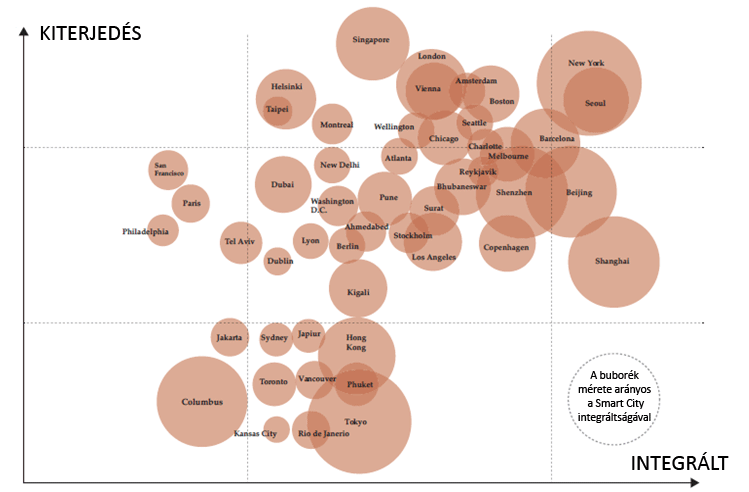 KITERJEDÉS
Singapore
London
New York
Amsterdam
Helsinki
Vienna
Boston
Seoul
Taipei
Montreal
Wellington
Seattle
Chicago
Barcelona
Charlotte
Atlanta
Melbourne
San
Francisco
New Delhi
Reykjavik
Dubai
Bhubaneswar
Shenzhen
Beijing
Pune
Paris
Washington
D.C.
Surat
Philadelphia
Ahmedabed
Stockholm
Tel Aviv
Lyon
Berlin
Copenhagen
Dublin
Los Angeles
Shanghai
Kigali
Jakarta
Sydney
Japiur
Hong
Kong
Toronto
Vancouver
Phuket
A buborék
mérete arányos
a Smart City
integráltságával
Columbus
Tokyo
Kansas City
Rio de Janerio
INTEGRÁLT